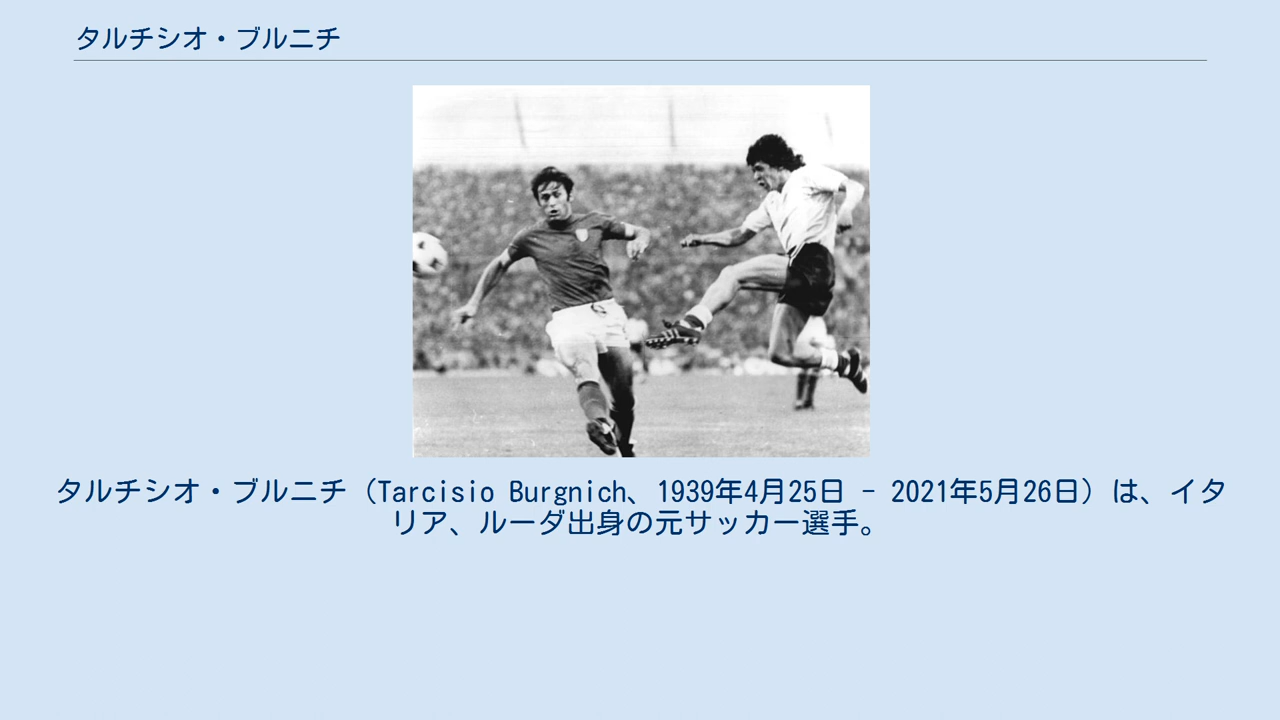 タルチシオ・ブルニチ
タルチシオ・ブルニチ（Tarcisio Burgnich、1939年4月25日 - 2021年5月26日）は、イタ
リア、ルーダ出身の元サッカー選手。